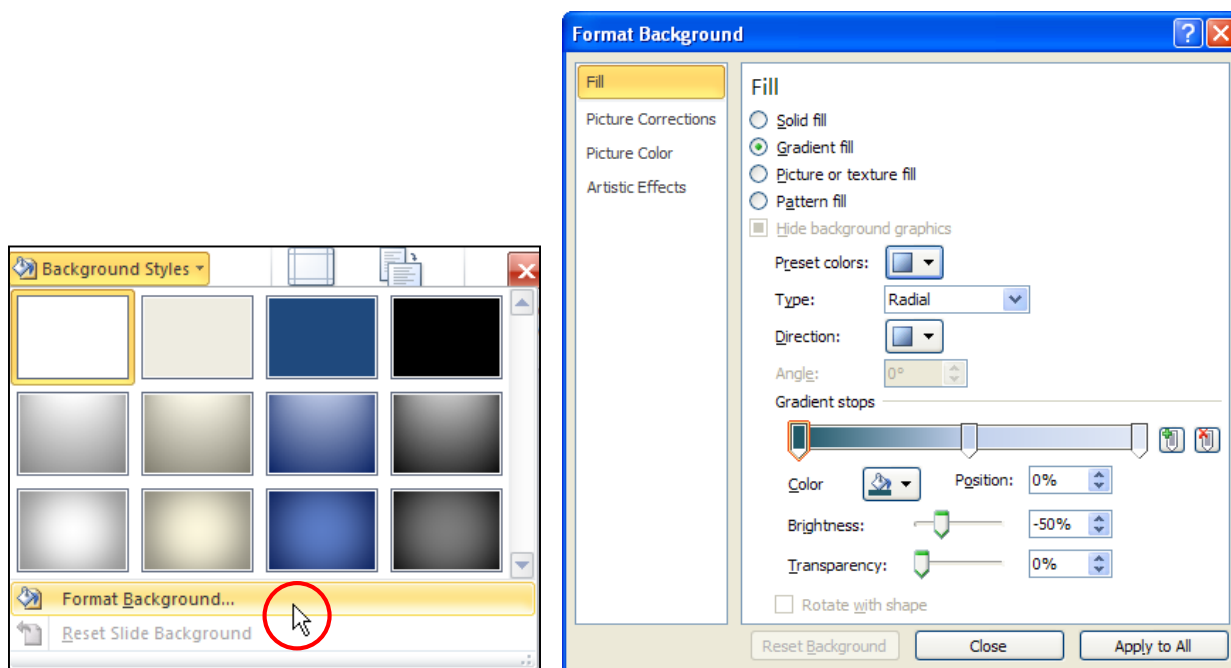 Background Styles
Format Background...
Reset Slide Background
Format Background
Fill
Picture Corrections
Picture Color
Artistic Effects
Fill
Solid fill
Gradient fill
Picture or texture fill
Pattern fill
Hide background graphics
Preset colors:
Type: Radial
Direction:
Angle: 0°
Gradient stops
Color Position: 0%
Brightness: -50%
Transparency: 0%
Rotate with shape
Reset Background Close Apply to All